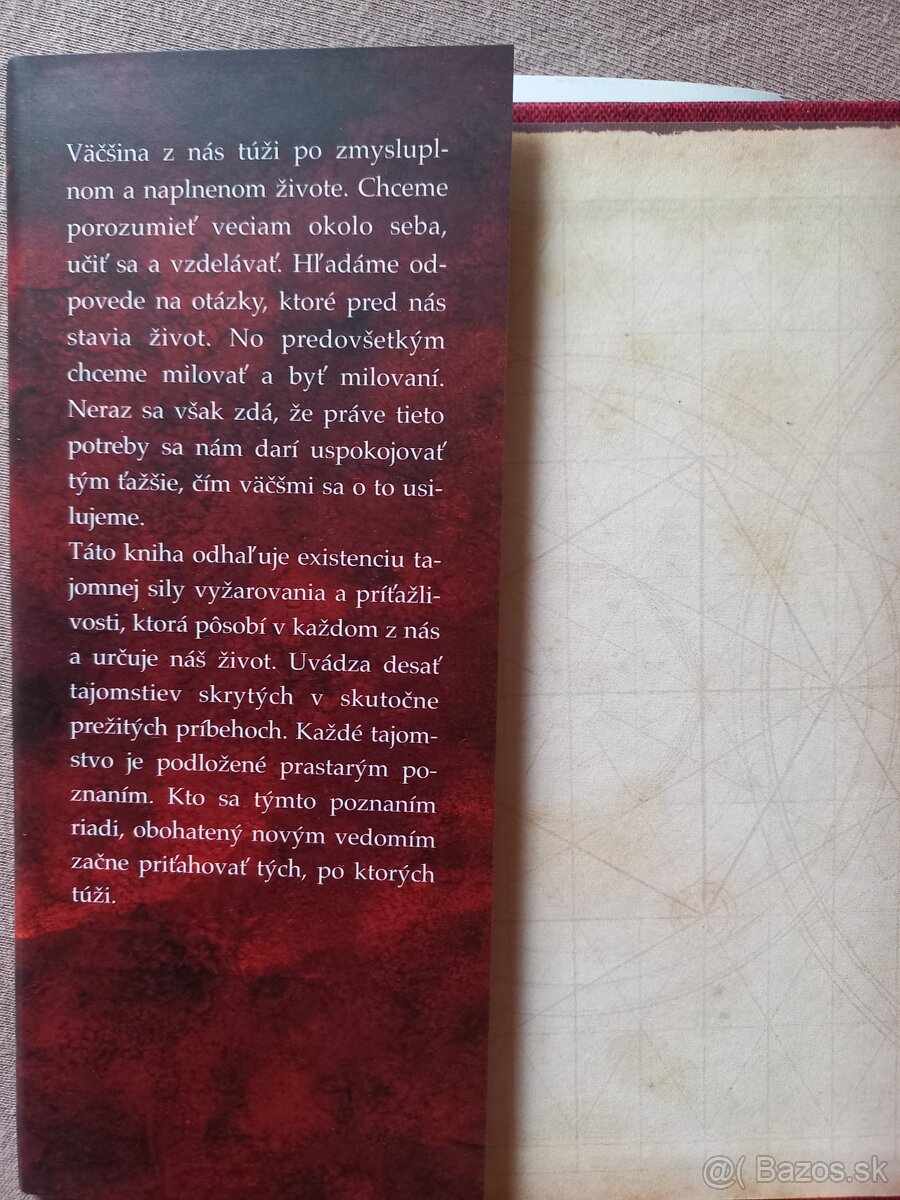 Väčšina z nás túži po zmyslupl-
nom a naplnenom živote. Chceme
porozumieť veciam okolo seba,
učiť sa a vzdelávať. Hľadáme od-
povede na otázky, ktoré pred nás
stavia život. No predovšetkým
chceme milovať a byť milovaní.
Neraz sa však zdá, že práve tieto
potreby sa nám darí uspokojovať
tým ťažšie, čím väčšmi sa o to usi-
lujeme.
Táto kniha odhaľuje existenciu ta-
jomnej sily vyžarovania a príťažli-
vosti, ktorá pôsobí v každom z nás
a určuje náš život. Uvádza desať
tajomstiev skrytých v skutočne
prežitých príbehoch. Každé tajom-
stvo je podložené prastarým po-
znaním. Kto sa týmto poznaním
riadi, obohatený novým vedomím
začne priťahovať tých, po ktorých
túži.
@( Bazos.sk